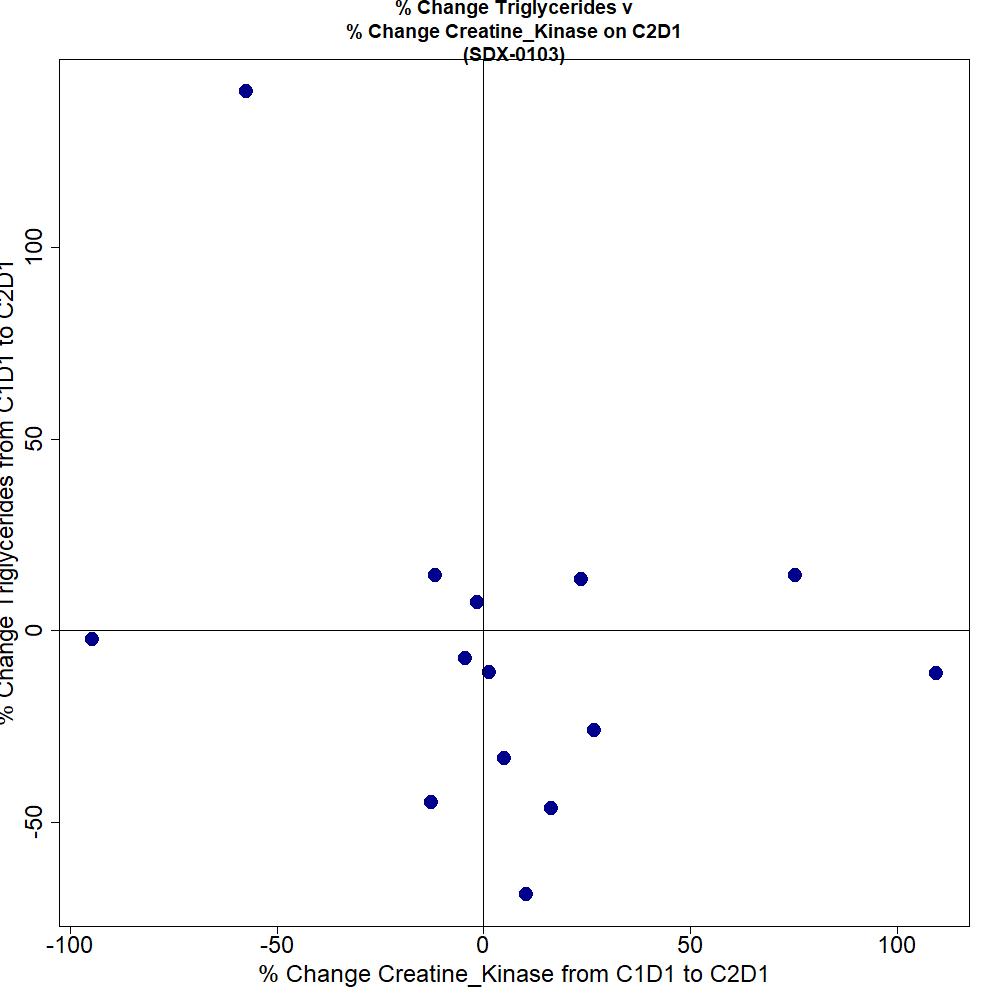 % Change Triglycerides v
% Change Creatine_Kinase on C2D1
(SDX-0103)
% Change Triglycerides from C1D1 to C2D1
100
50
0
-50
-100
-50
0
50
100
% Change Creatine_Kinase from C1D1 to C2D1